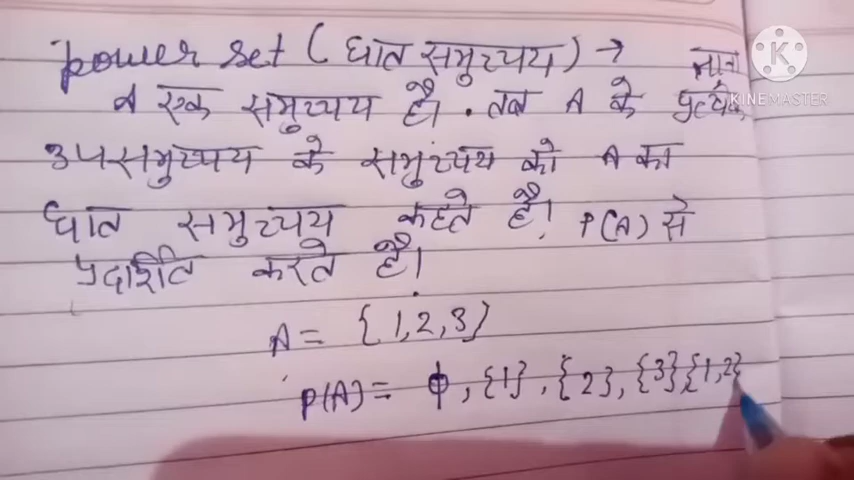 power set ( घात समुच्चय ) → माना
A एक समुच्चय है। . तब A के प्रत्येक
उपसमुच्चय के समुच्चय को A का
घात समुच्चय कहते है। P(A) से
प्रदर्शित करते है।
A = {1,2,3}
P(A) = ф, {1}, {2}, {3}, {1,2}
KINEMASTER